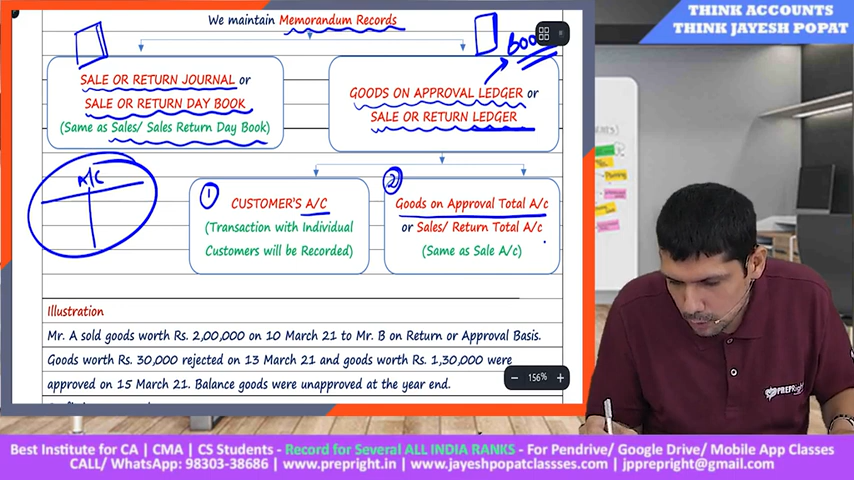 We maintain Memorandum Records
THINK ACCOUNTS
THINK JAYESH POPAT
SALE OR RETURN JOURNAL or
SALE OR RETURN DAY BOOK
(Same as Sales/ Sales Return Day Book)
GOODS ON APPROVAL LEDGER or
SALE OR RETURN LEDGER
A/C
1
CUSTOMER'S A/C
(Transaction with Individual
Customers will be Recorded)
2
Goods on Approval Total A/c
or Sales/ Return Total A/c
(Same as Sale A/c)
Illustration
Mr. A sold goods worth Rs. 2,00,000 on 10 March 21 to Mr. B on Return or Approval Basis.
Goods worth Rs. 30,000 rejected on 13 March 21 and goods worth Rs. 1,30,000 were
approved on 15 March 21. Balance goods were unapproved at the year end.
− 156% +
PREPRight
Best Institute for CA | CMA | CS Students - Record for Several ALL INDIA RANKS - For Pendrive/ Google Drive/ Mobile App Classes
CALL/ WhatsApp: 98303-38686 | www.prepright.in | www.jayeshpopatclassses.com | jpprepright@gmail.com